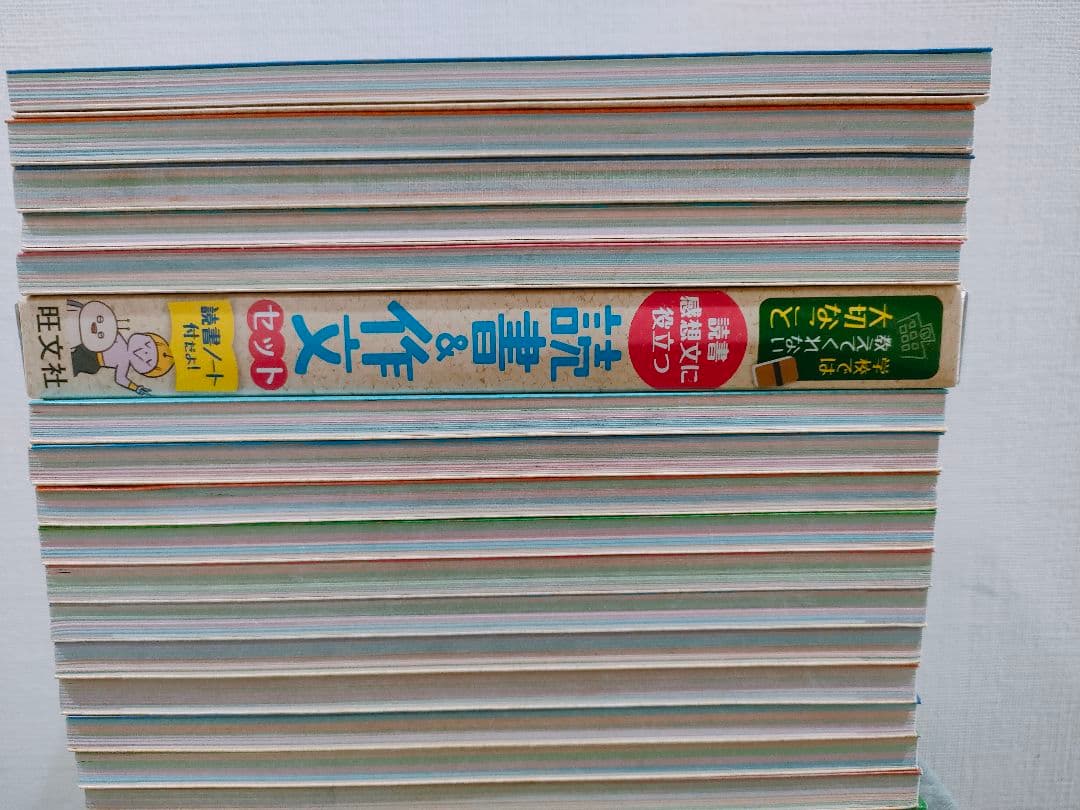 学校では
教えてくれない
大切なこと
読書
感想文に
役立つ
読書&作文
セット
読書ノート
付だよ!
旺文社